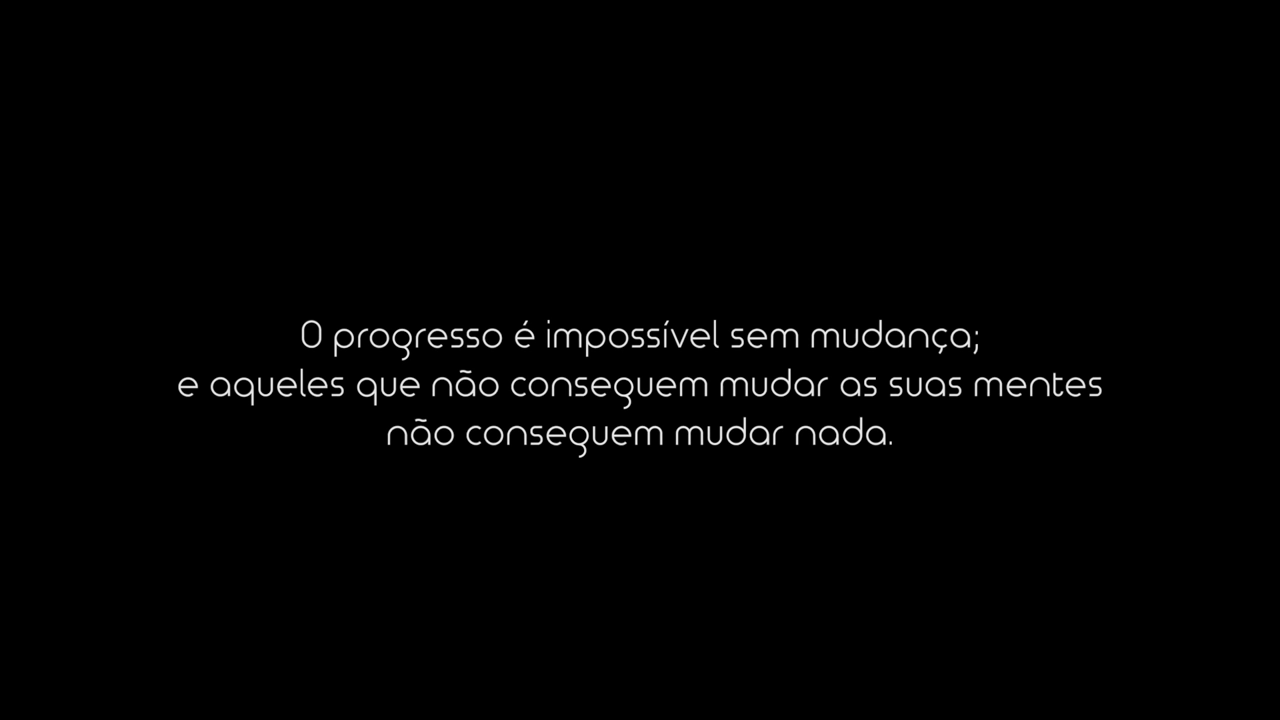 O progresso é impossível sem mudança;
e aqueles que não conseguem mudar as suas mentes
não conseguem mudar nada.